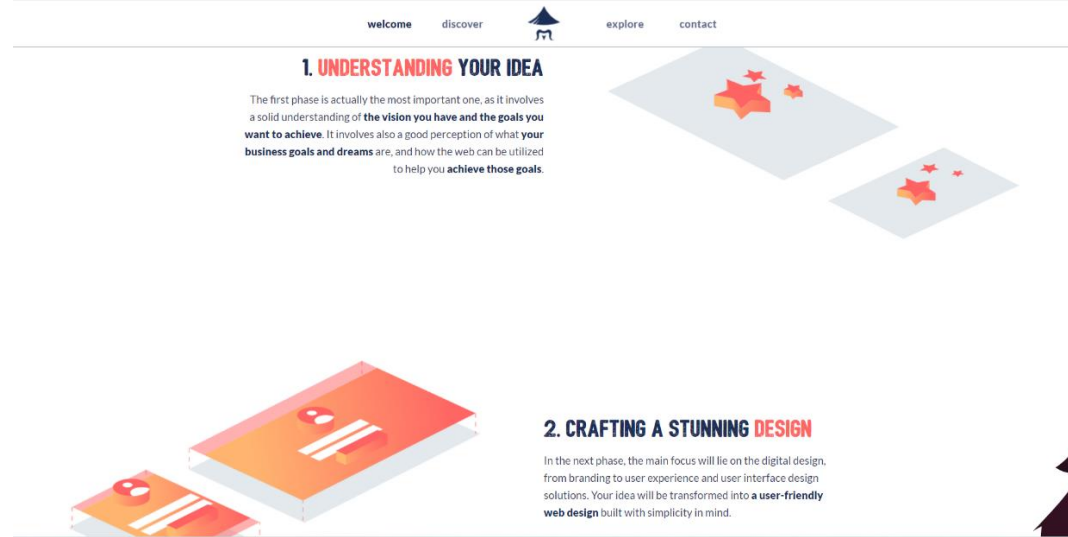 welcome discover explore contact
1. UNDERSTANDING YOUR IDEA
The first phase is actually the most important one, as it involves
a solid understanding of the vision you have and the goals you
want to achieve. It involves also a good perception of what your
business goals and dreams are, and how the web can be utilized
to help you achieve those goals.
2. CRAFTING A STUNNING DESIGN
In the next phase, the main focus will lie on the digital design,
from branding to user experience and user interface design
solutions. Your idea will be transformed into a user-friendly
web design built with simplicity in mind.